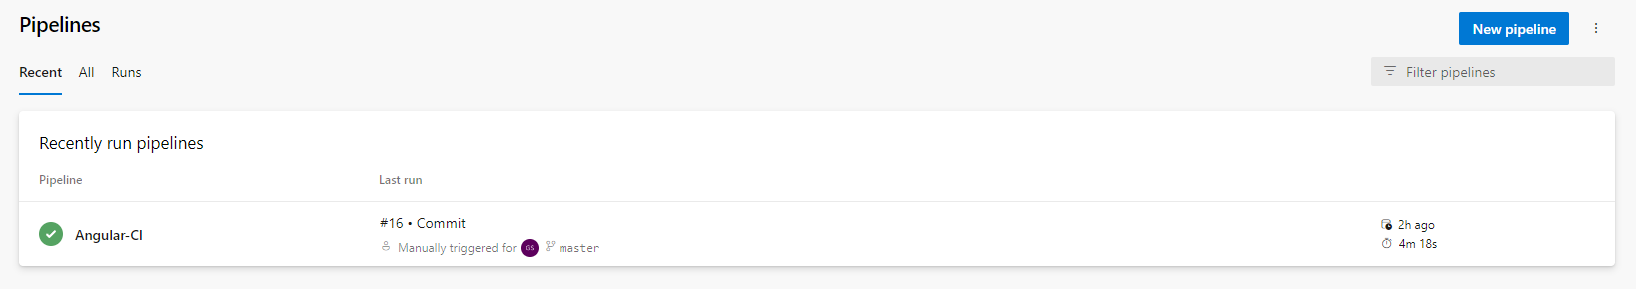 Pipelines
New pipeline
Recent All Runs
Filter pipelines
Recently run pipelines
Pipeline Last run
Angular-CI
#16 • Commit
Manually triggered for GS master
2h ago
4m 18s